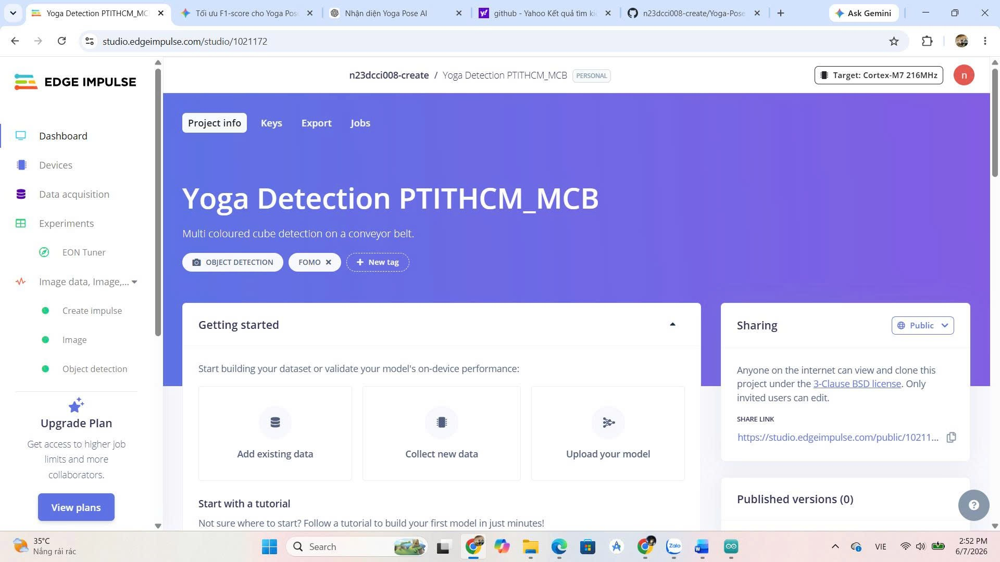 Yoga Detection PTITHCM_MC
Tối ưu F1-score cho Yoga Pos
Nhận diện Yoga Pose AI
github - Yahoo Kết quả tìm ki
n23dcci008-create/Yoga-Pose
Ask Gemini
studio.edgeimpulse.com/studio/1021172
EDGE IMPULSE
n23dcci008-create / Yoga Detection PTITHCM_MCB PERSONAL
Target: Cortex-M7 216MHz
n
Dashboard
Devices
Data acquisition
Experiments
EON Tuner
Image data, Image,...
Create impulse
Image
Object detection
Upgrade Plan
Get access to higher job
limits and more
collaborators.
View plans
Project info
Keys
Export
Jobs
Yoga Detection PTITHCM_MCB
Multi coloured cube detection on a conveyor belt.
OBJECT DETECTION
FOMO ×
+ New tag
Getting started
Start building your dataset or validate your model's on-device performance:
Add existing data
Collect new data
Upload your model
Start with a tutorial
Not sure where to start? Follow a tutorial to build your first model in just minutes!
Sharing
Public
Anyone on the internet can view and clone this
project under the 3-Clause BSD license. Only
invited users can edit.
SHARE LINK
https://studio.edgeimpulse.com/public/10211...
Published versions (0)
35°C
Nắng rải rác
Search
Zalo
VIE
2:52 PM
6/7/2026